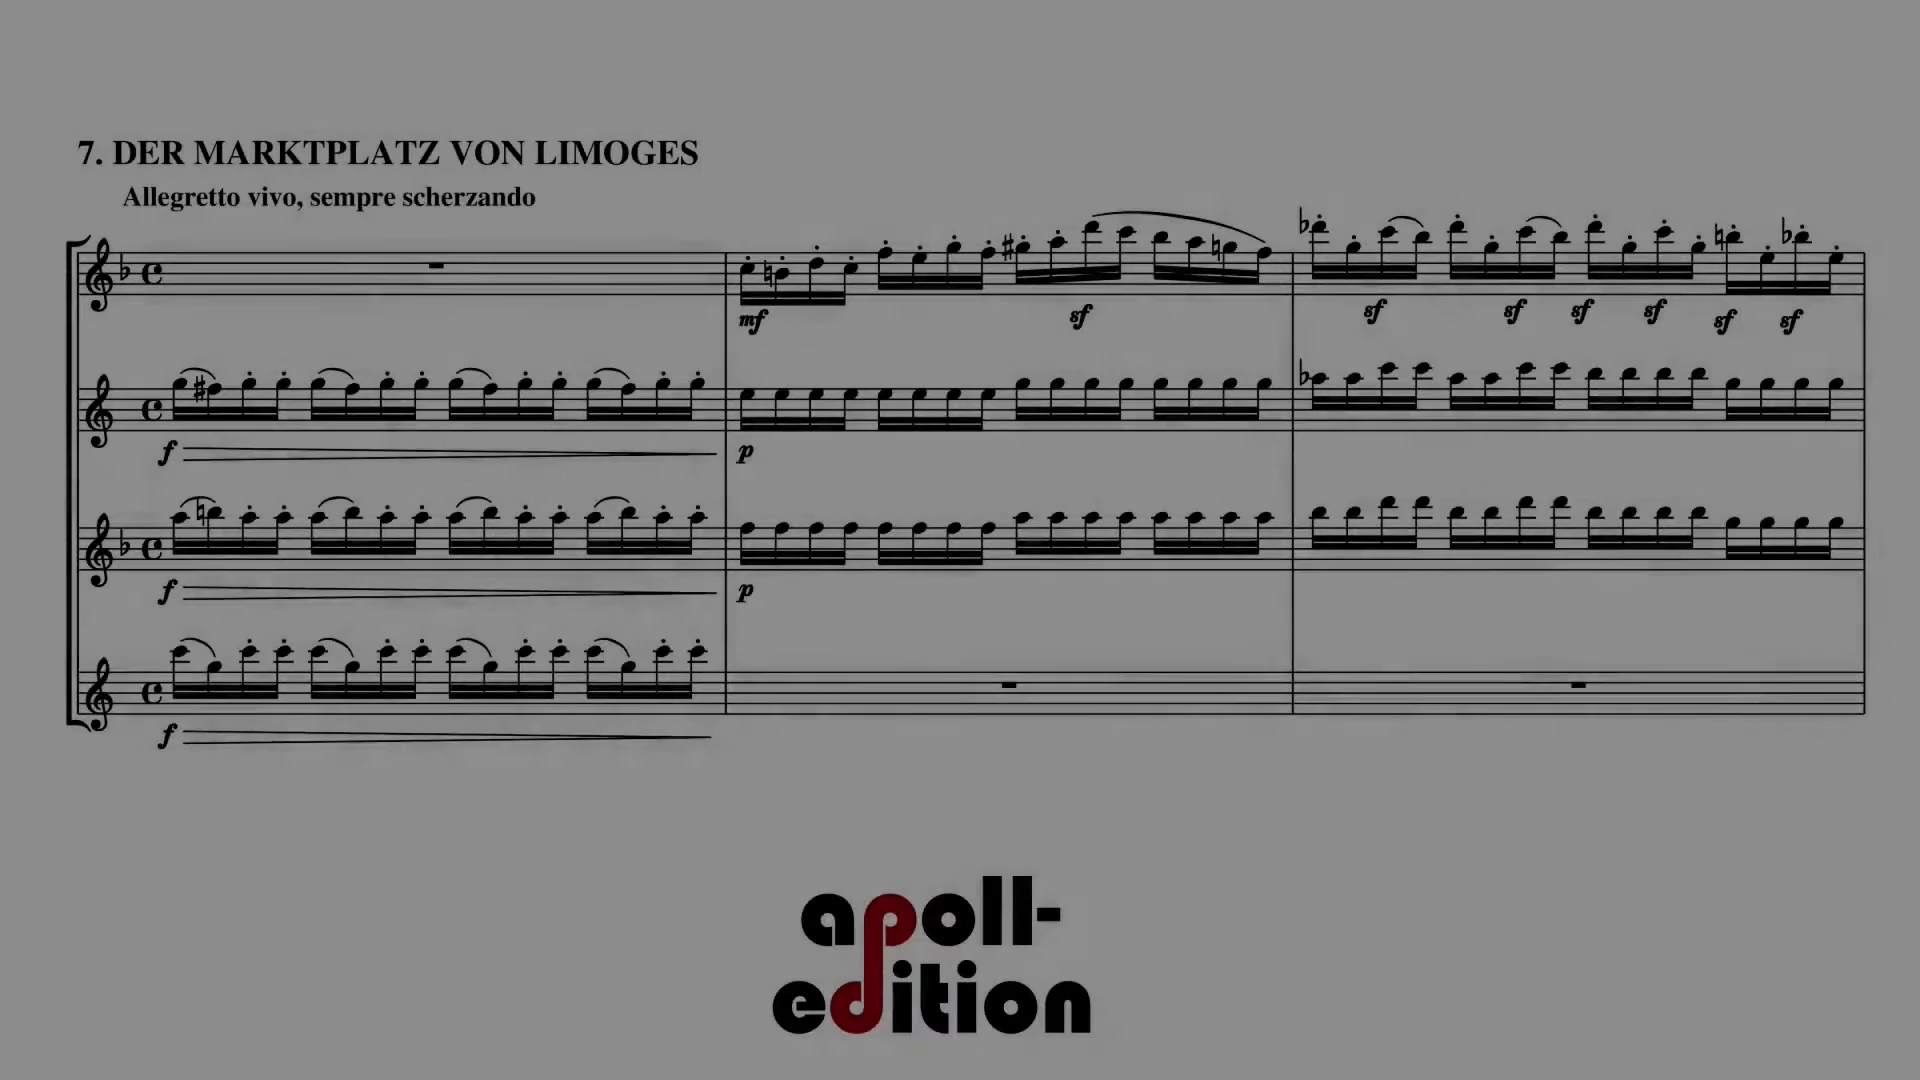 7. DER MARKTPLATZ VON LIMOGES
Allegretto vivo, sempre scherzando
mf
sf
sf
sf
sf
sf
sf
sf
f
p
f
p
f
apoll-
edition